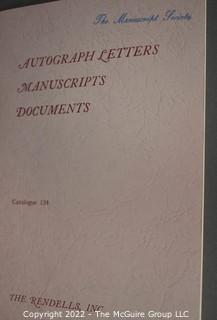 The Manuscript Society
AUTOGRAPH LETTERS
MANUSCRIPTS
DOCUMENTS
Catalogue 134
THE RENDELLS, INC.
Copyright 2022 - The McGuire Group LLC